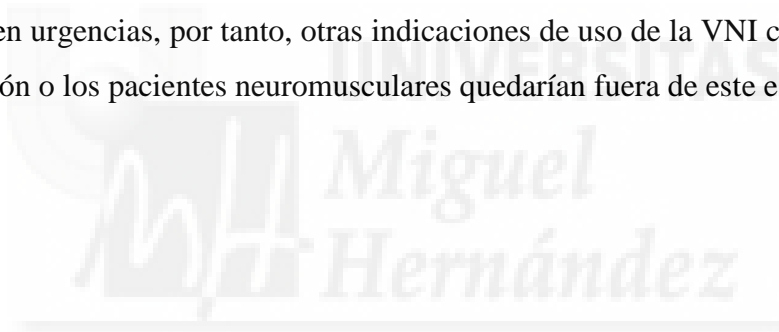 en urgencias, por tanto, otras indicaciones de uso de la VNI c
ón o los pacientes neuromusculares quedarían fuera de este e
UNIVERSITAS
Miguel
Hernández